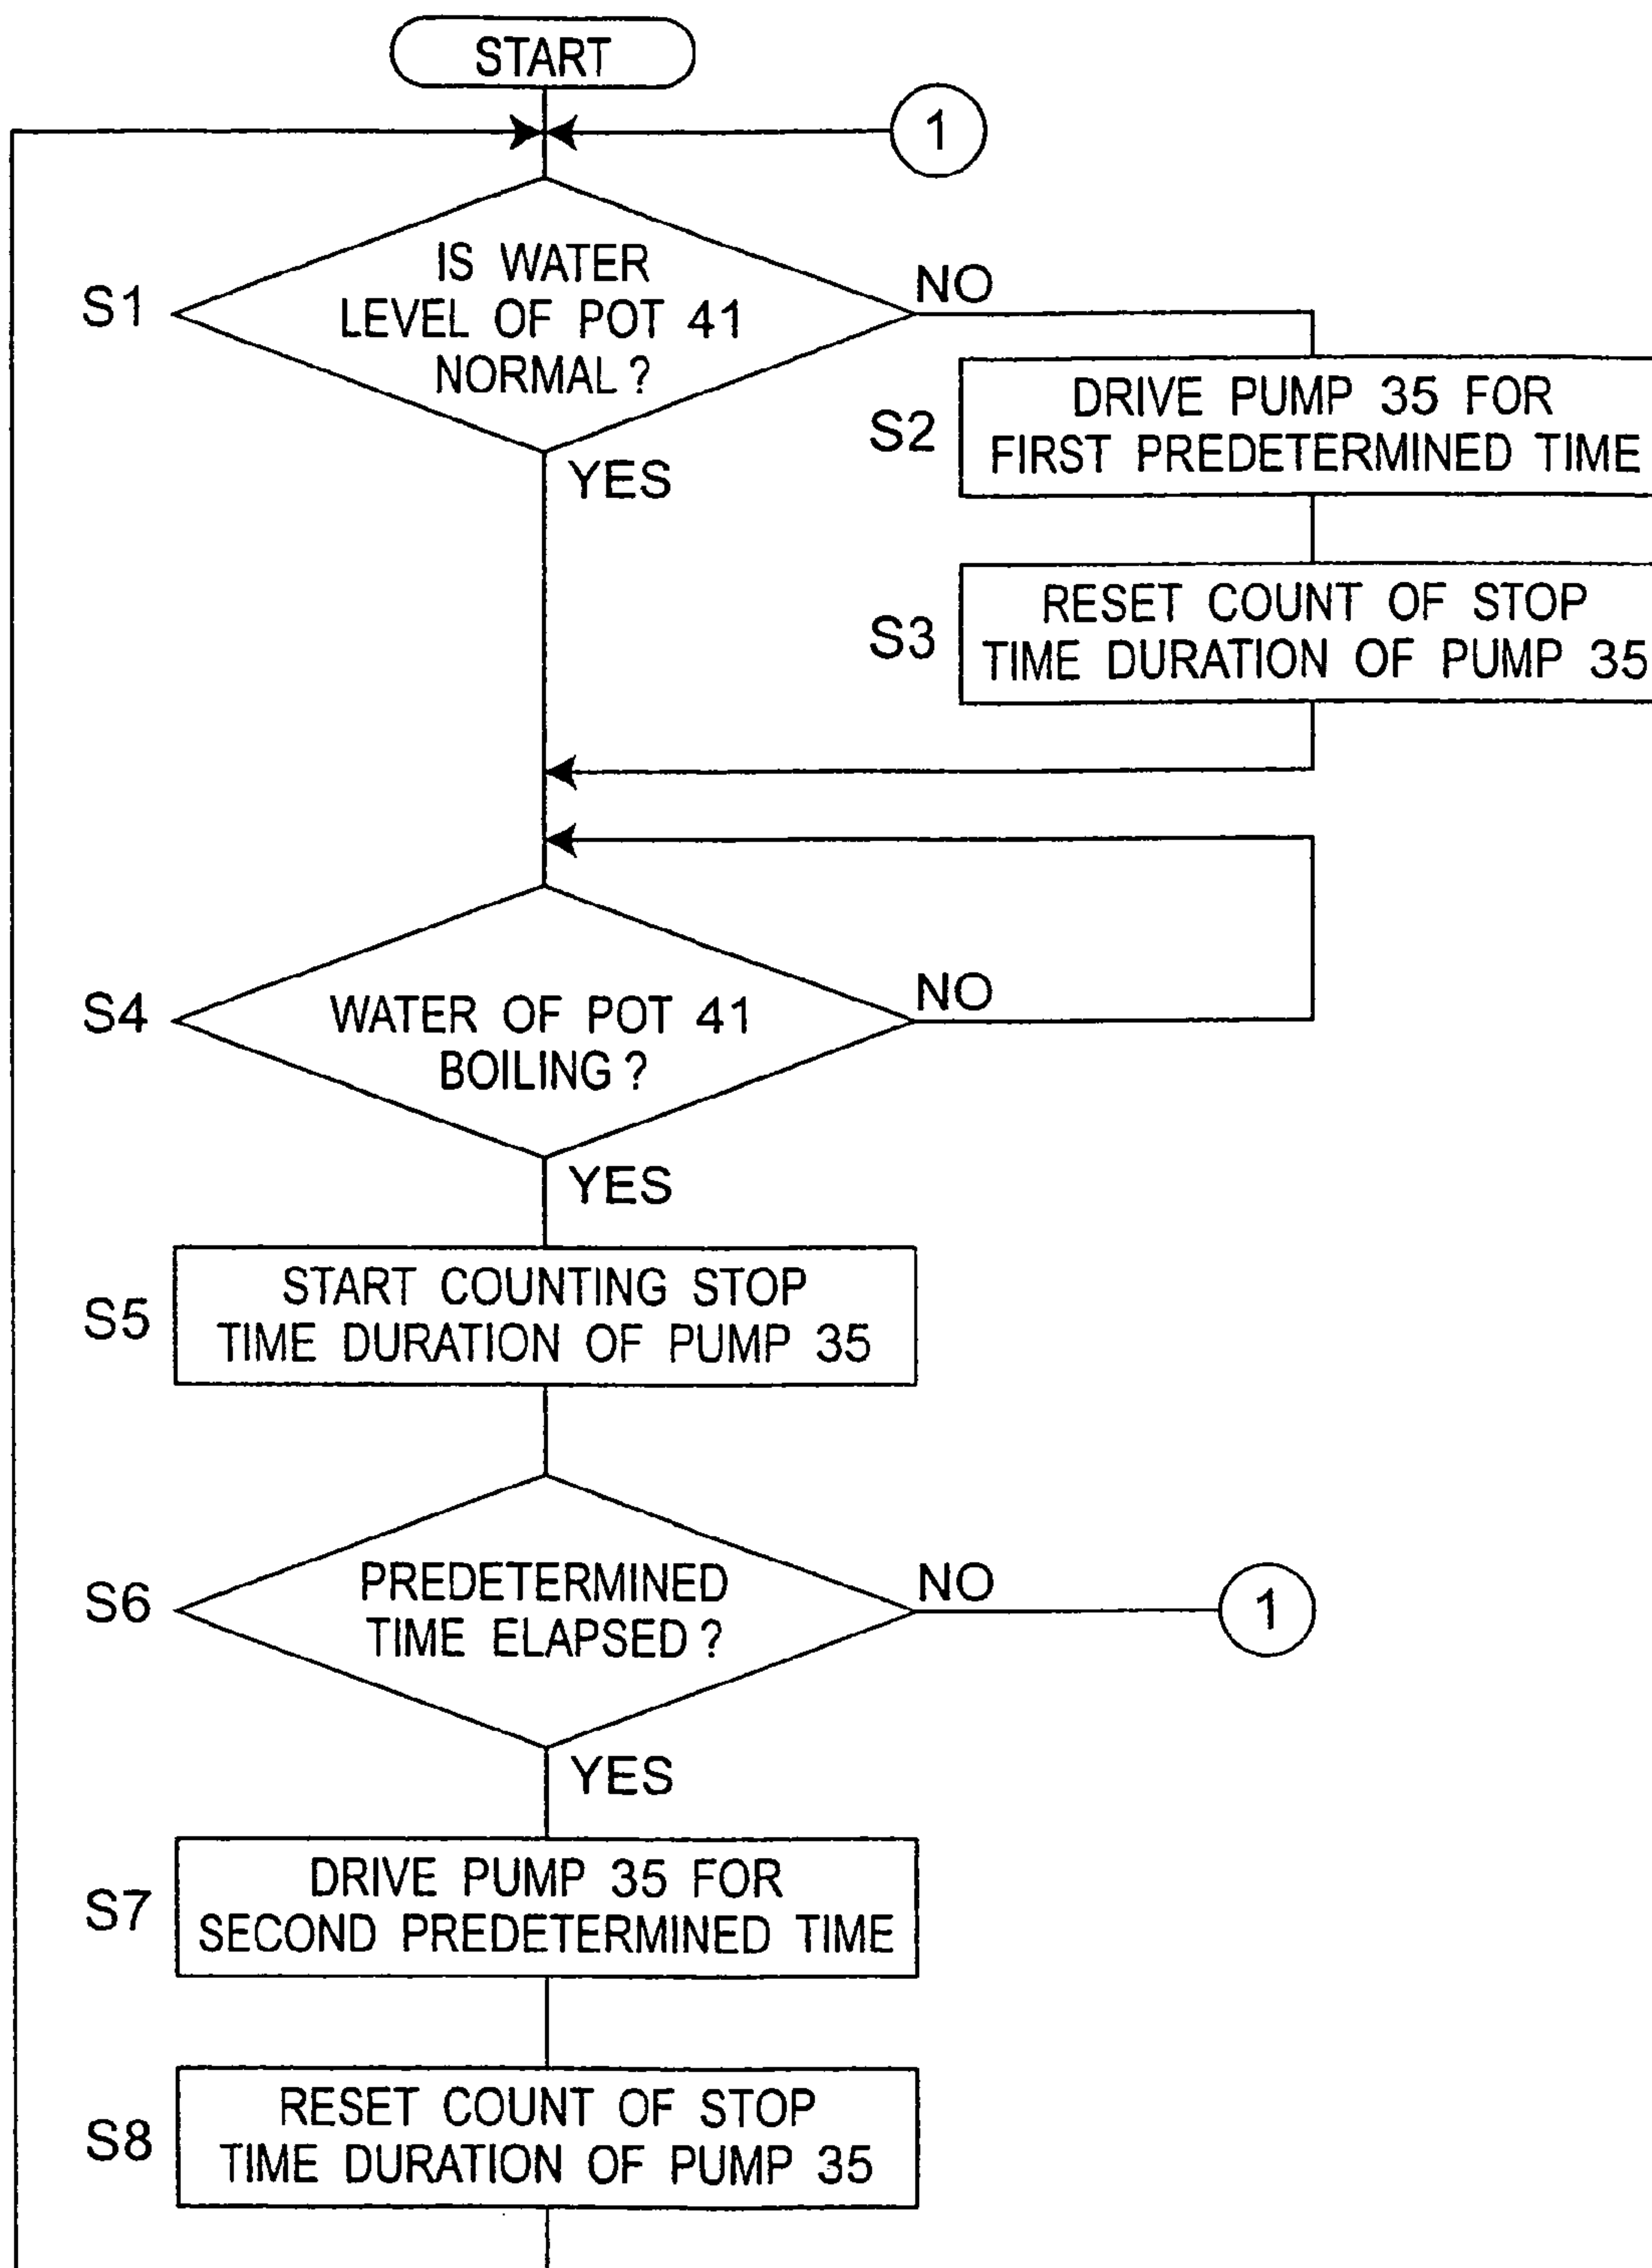 START
1
S1
IS WATER
LEVEL OF POT 41
NORMAL ?
NO
YES
S2
DRIVE PUMP 35 FOR
FIRST PREDETERMINED TIME
S3
RESET COUNT OF STOP
TIME DURATION OF PUMP 35
S4
WATER OF POT 41
BOILING ?
NO
YES
S5
START COUNTING STOP
TIME DURATION OF PUMP 35
S6
PREDETERMINED
TIME ELAPSED ?
NO
1
YES
S7
DRIVE PUMP 35 FOR
SECOND PREDETERMINED TIME
S8
RESET COUNT OF STOP
TIME DURATION OF PUMP 35